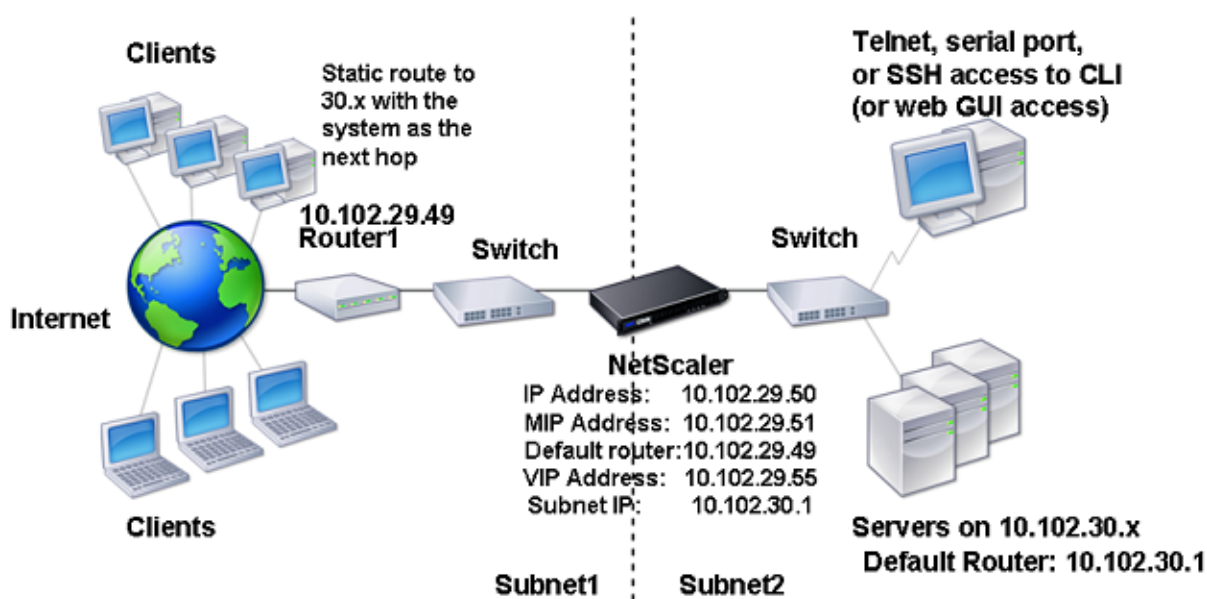 Clients
Static route to
30.x with the
system as the
next hop
10.102.29.49
Router1
Switch
Internet
Clients
Telnet, serial port,
or SSH access to CLI
(or web GUI access)
Switch
NetScaler
IP Address: 10.102.29.50
MIP Address: 10.102.29.51
Default router: 10.102.29.49
VIP Address: 10.102.29.55
Subnet IP: 10.102.30.1
Servers on 10.102.30.x
Default Router: 10.102.30.1
Subnet1
Subnet2